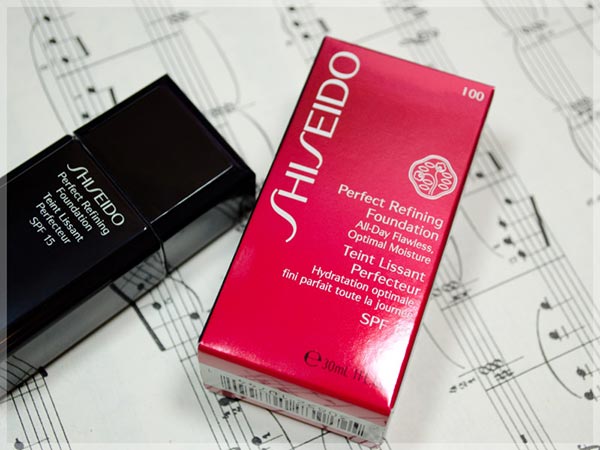 SHISEIDO
Perfect Refining
Foundation
Teint Lissant
Perfecteur
SPF 15
100
SHISEIDO
Perfect Refining
Foundation
All-Day Flawless,
Optimal Moisture
Teint Lissant
Perfecteur
Hydratation optimale,
fini parfait toute la journée
SPF
℮ 30mL